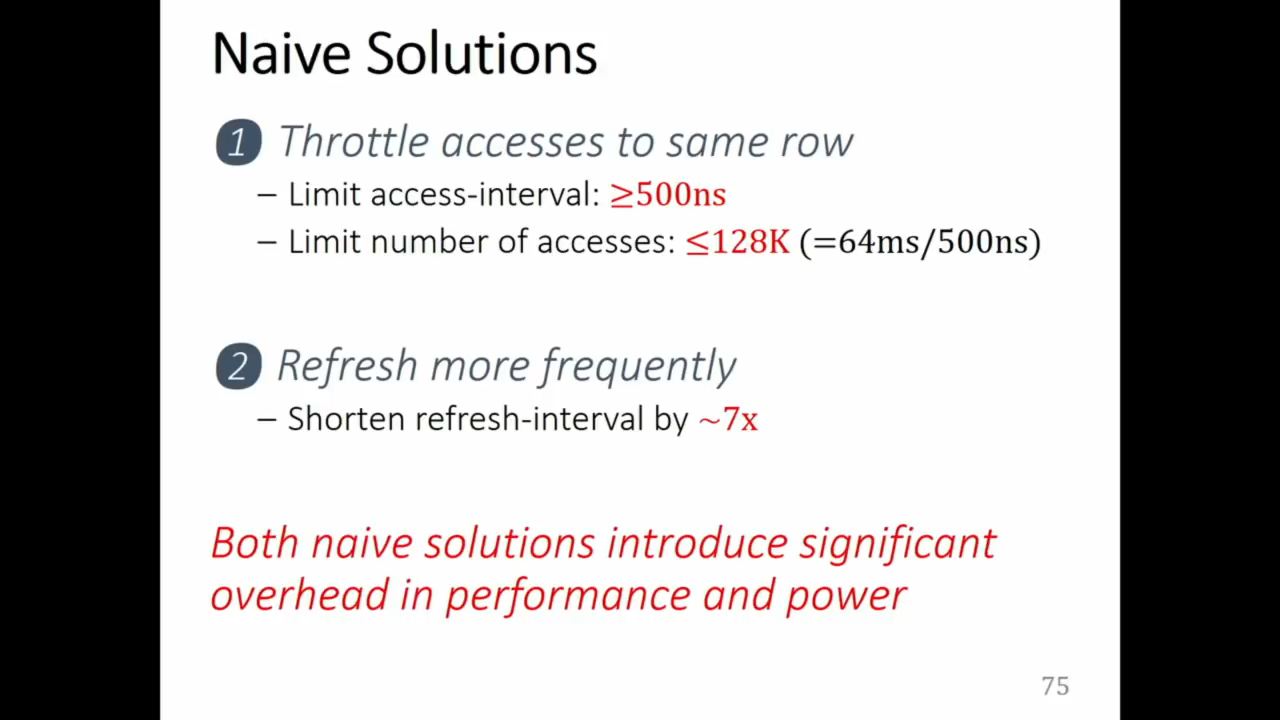 Naive Solutions
1 Throttle accesses to same row
– Limit access-interval: ≥500ns
– Limit number of accesses: ≤128K (=64ms/500ns)
2 Refresh more frequently
– Shorten refresh-interval by ~7x
Both naive solutions introduce significant
overhead in performance and power
75